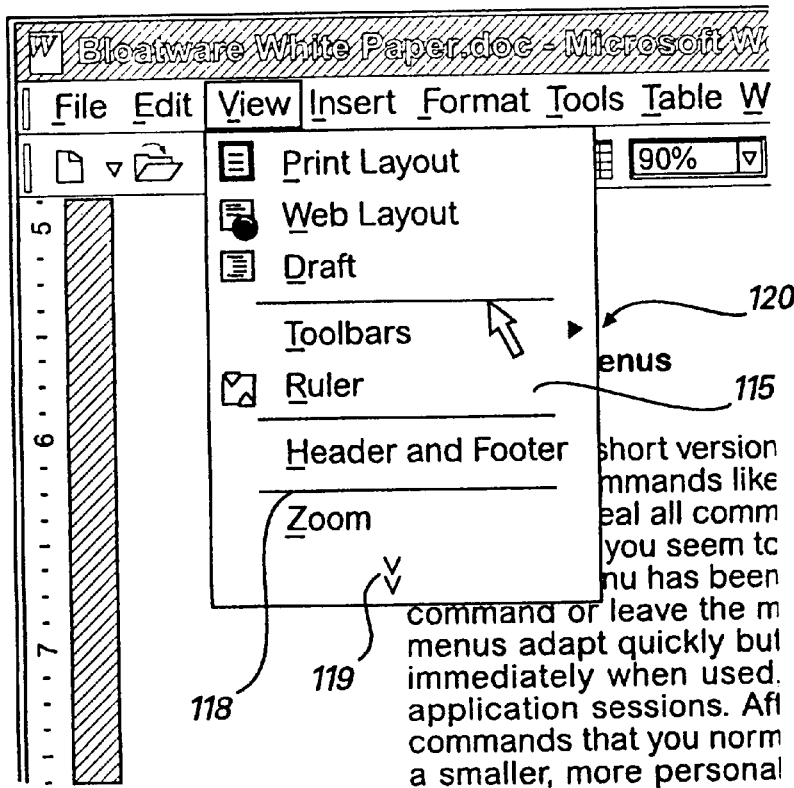 W Bloatware White Paper.doc - Microsoft Wo
File Edit View Insert Format Tools Table W
90%
Print Layout
Web Layout
Draft
Toolbars
Ruler
Header and Footer
Zoom
5
6
7
120
115
118
119
enus
short version
mmands like
eal all comm
you seem to
nu has been
command or leave the m
menus adapt quickly but
immediately when used.
application sessions. Aft
commands that you norm
a smaller, more personal